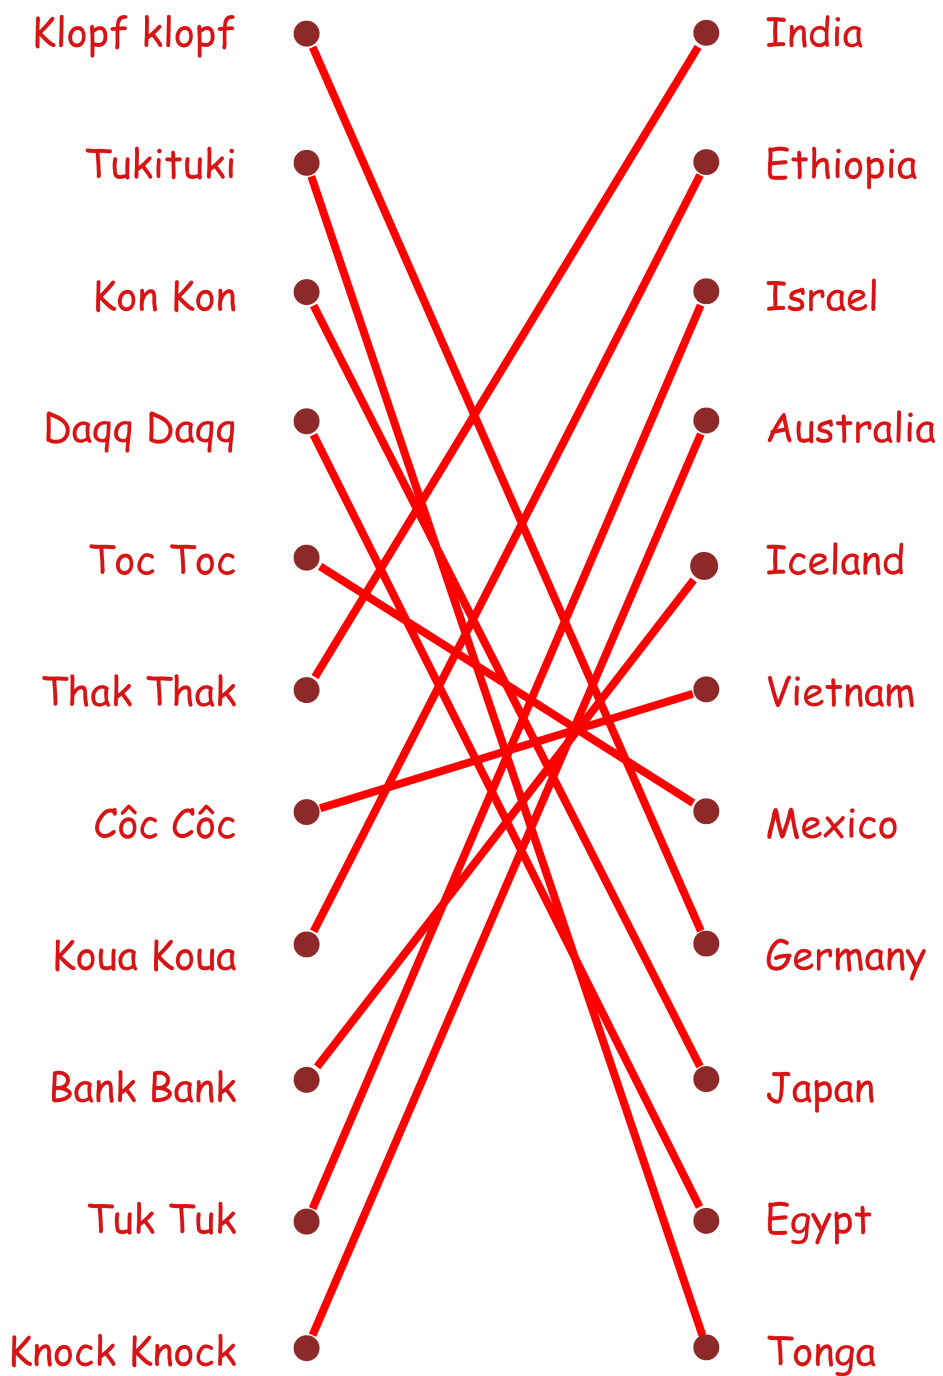 Klopf klopf
India
Tukituki
Ethiopia
Kon Kon
Israel
Daqq Daqq
Australia
Toc Toc
Iceland
Thak Thak
Vietnam
Côc Côc
Mexico
Koua Koua
Germany
Bank Bank
Japan
Tuk Tuk
Egypt
Knock Knock
Tonga